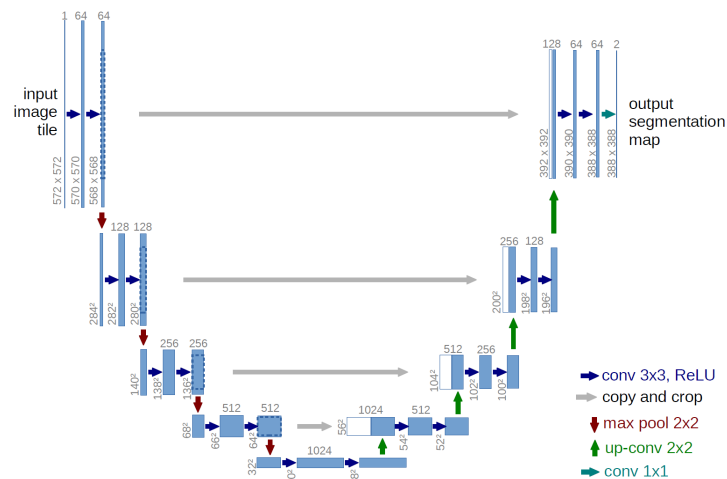 1 64 64
128 64 64 2
input
image
tile
output
segmentation
map
572 x 572
570 x 570
568 x 568
392 x 392
390 x 390
388 x 388
388 x 388
128 128
256 128
284²
282²
280²
200²
198²
196²
256 256
512 256
140²
138²
136²
104²
102²
100²
512 512
1024 512
68²
66²
64²
56²
54²
52²
1024
32²
0²
8²
conv 3x3, ReLU
copy and crop
max pool 2x2
up-conv 2x2
conv 1x1